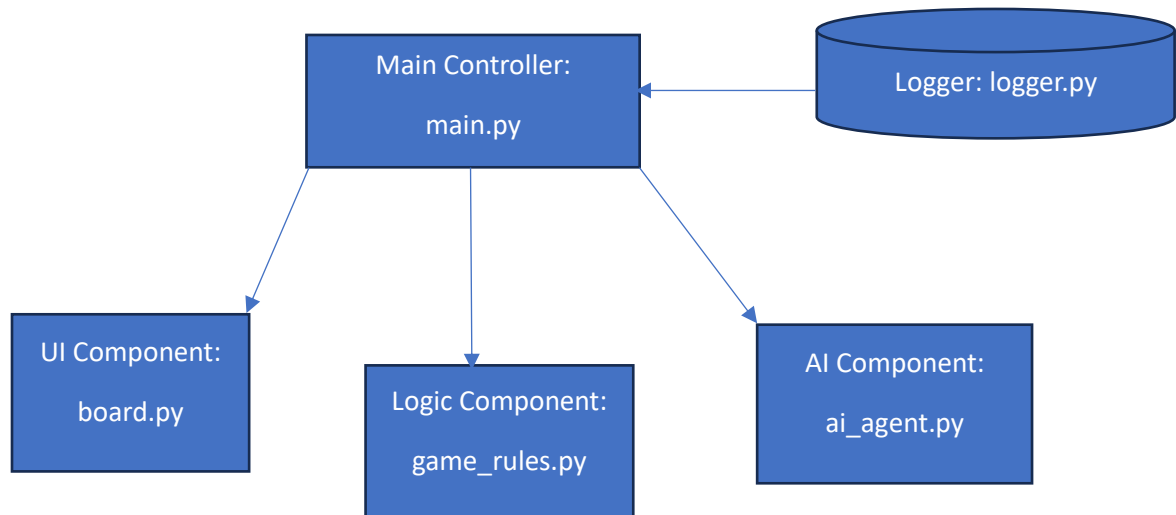 Main Controller:
main.py
Logger: logger.py
UI Component:
board.py
Logic Component:
game_rules.py
AI Component:
ai_agent.py